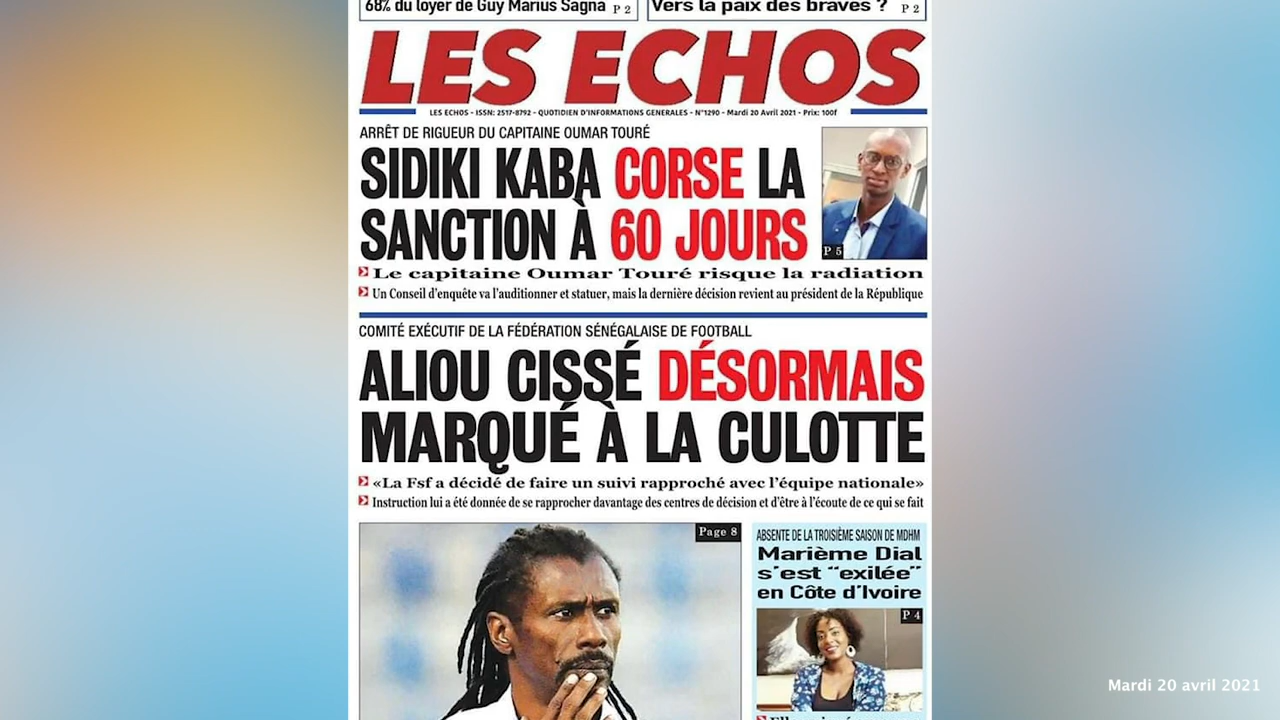 68% du loyer de Guy Marius Sagna P 2
Vers la paix des braves ? P 2
LES ECHOS
LES ECHOS - ISSN: 2517-8792 - QUOTIDIEN D'INFORMATIONS GENERALES - N°1290 - Mardi 20 Avril 2021 - Prix: 100f
ARRÊT DE RIGUEUR DU CAPITAINE OUMAR TOURÉ
SIDIKI KABA CORSE LA
SANCTION À 60 JOURS
P 5
Le capitaine Oumar Touré risque la radiation
Un Conseil d'enquête va l'auditionner et statuer, mais la dernière décision revient au président de la République
COMITÉ EXÉCUTIF DE LA FÉDÉRATION SÉNÉGALAISE DE FOOTBALL
ALIOU CISSÉ DÉSORMAIS
MARQUÉ À LA CULOTTE
«La Fsf a décidé de faire un suivi rapproché avec l'équipe nationale»
Instruction lui a été donnée de se rapprocher davantage des centres de décision et d'être à l'écoute de ce qui se fait
Page 8
ABSENTE DE LA TROISIÈME SAISON DE MDHM
Marième Dial
s'est "exilée"
en Côte d'Ivoire
P 4
Mardi 20 avril 2021